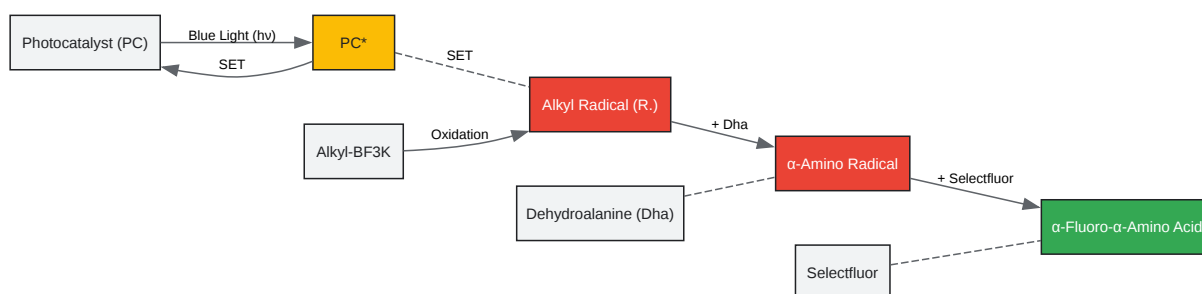 Photocatalyst (PC)
Blue Light (hν)
SET
PC*
SET
Alkyl Radical (R.)
Alkyl-BF3K
Oxidation
+ Dha
α-Amino Radical
Dehydroalanine (Dha)
+ Selectfluor
α-Fluoro-α-Amino Acid
Selectfluor